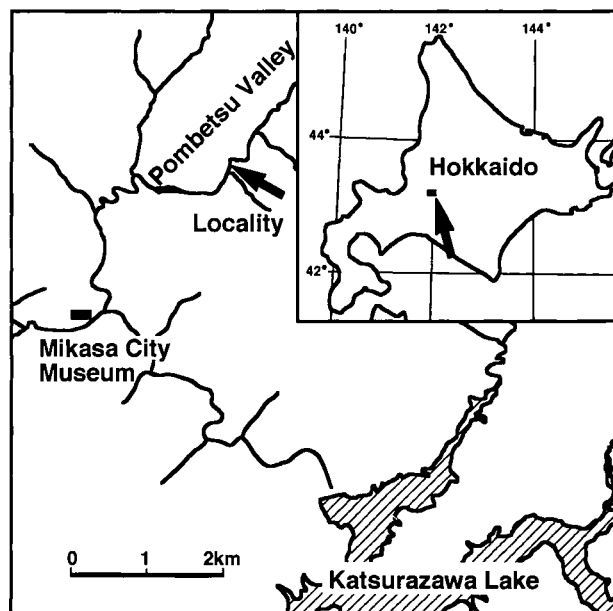 140°
142°
144°
44°
Hokkaido
42°
Pombetsu Valley
Locality
Mikasa City
Museum
0 1 2km
Katsurazawa Lake